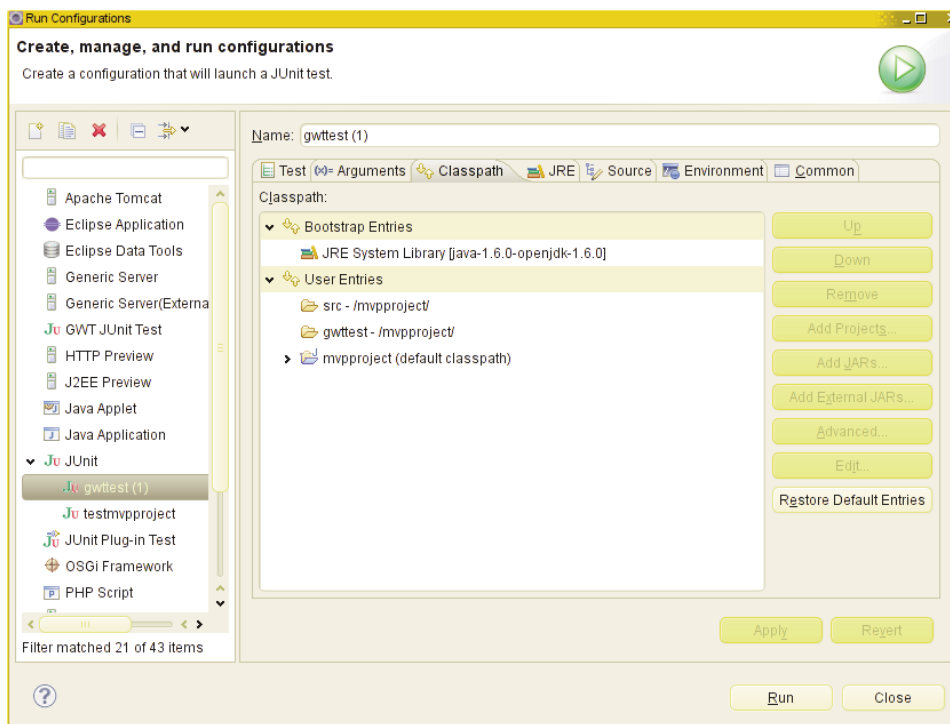 Run Configurations
Create, manage, and run configurations
Create a configuration that will launch a JUnit test.
Apache Tomcat
Eclipse Application
Eclipse Data Tools
Generic Server
Generic Server(Externa
Ju GWT JUnit Test
HTTP Preview
J2EE Preview
Java Applet
Java Application
Ju JUnit
Ju gwttest (1)
Ju testmvpproject
Ju JUnit Plug-in Test
OSGi Framework
PHP Script
Filter matched 21 of 43 items
Name: gwttest (1)
Test (x)= Arguments Classpath JRE Source Environment Common
Classpath:
Bootstrap Entries
JRE System Library [java-1.6.0-openjdk-1.6.0]
User Entries
src - /mvpproject/
gwttest - /mvpproject/
mvpproject (default classpath)
Up
Down
Remove
Add Projects...
Add JARs...
Add External JARs...
Advanced...
Edit...
Restore Default Entries
Apply Revert
? Run Close